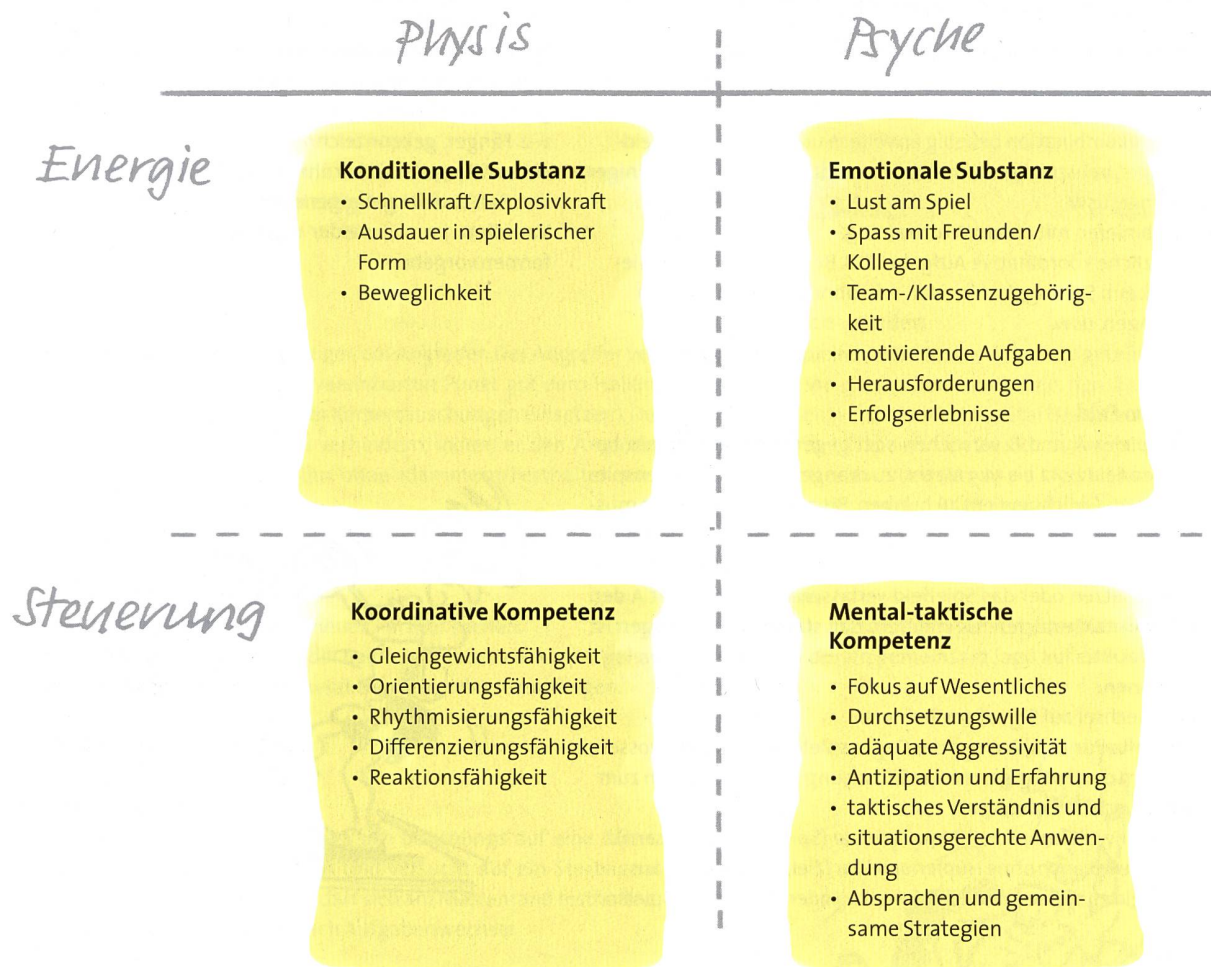 Physis
Psyche
Energie
Konditionelle Substanz
• Schnellkraft/Explosivkraft
• Ausdauer in spielerischer
Form
• Beweglichkeit
Emotionale Substanz
• Lust am Spiel
• Spass mit Freunden/
Kollegen
• Team-/Klassenzugehörig-
keit
• motivierende Aufgaben
• Herausforderungen
• Erfolgserlebnisse
Steuerung
Koordinative Kompetenz
• Gleichgewichtsfähigkeit
• Orientierungsfähigkeit
• Rhythmisierungsfähigkeit
• Differenzierungsfähigkeit
• Reaktionsfähigkeit
Mental-taktische
Kompetenz
• Fokus auf Wesentliches
• Durchsetzungswille
• adäquate Aggressivität
• Antizipation und Erfahrung
• taktisches Verständnis und
situationsgerechte Anwen-
dung
• Absprachen und gemein-
same Strategien